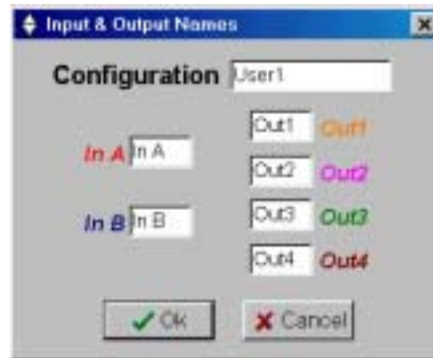 Input & Output Names
Configuration User1
Out1 Out1
In A In A
Out2 Out2
In B In B
Out3 Out3
Out4 Out4
Ok Cancel